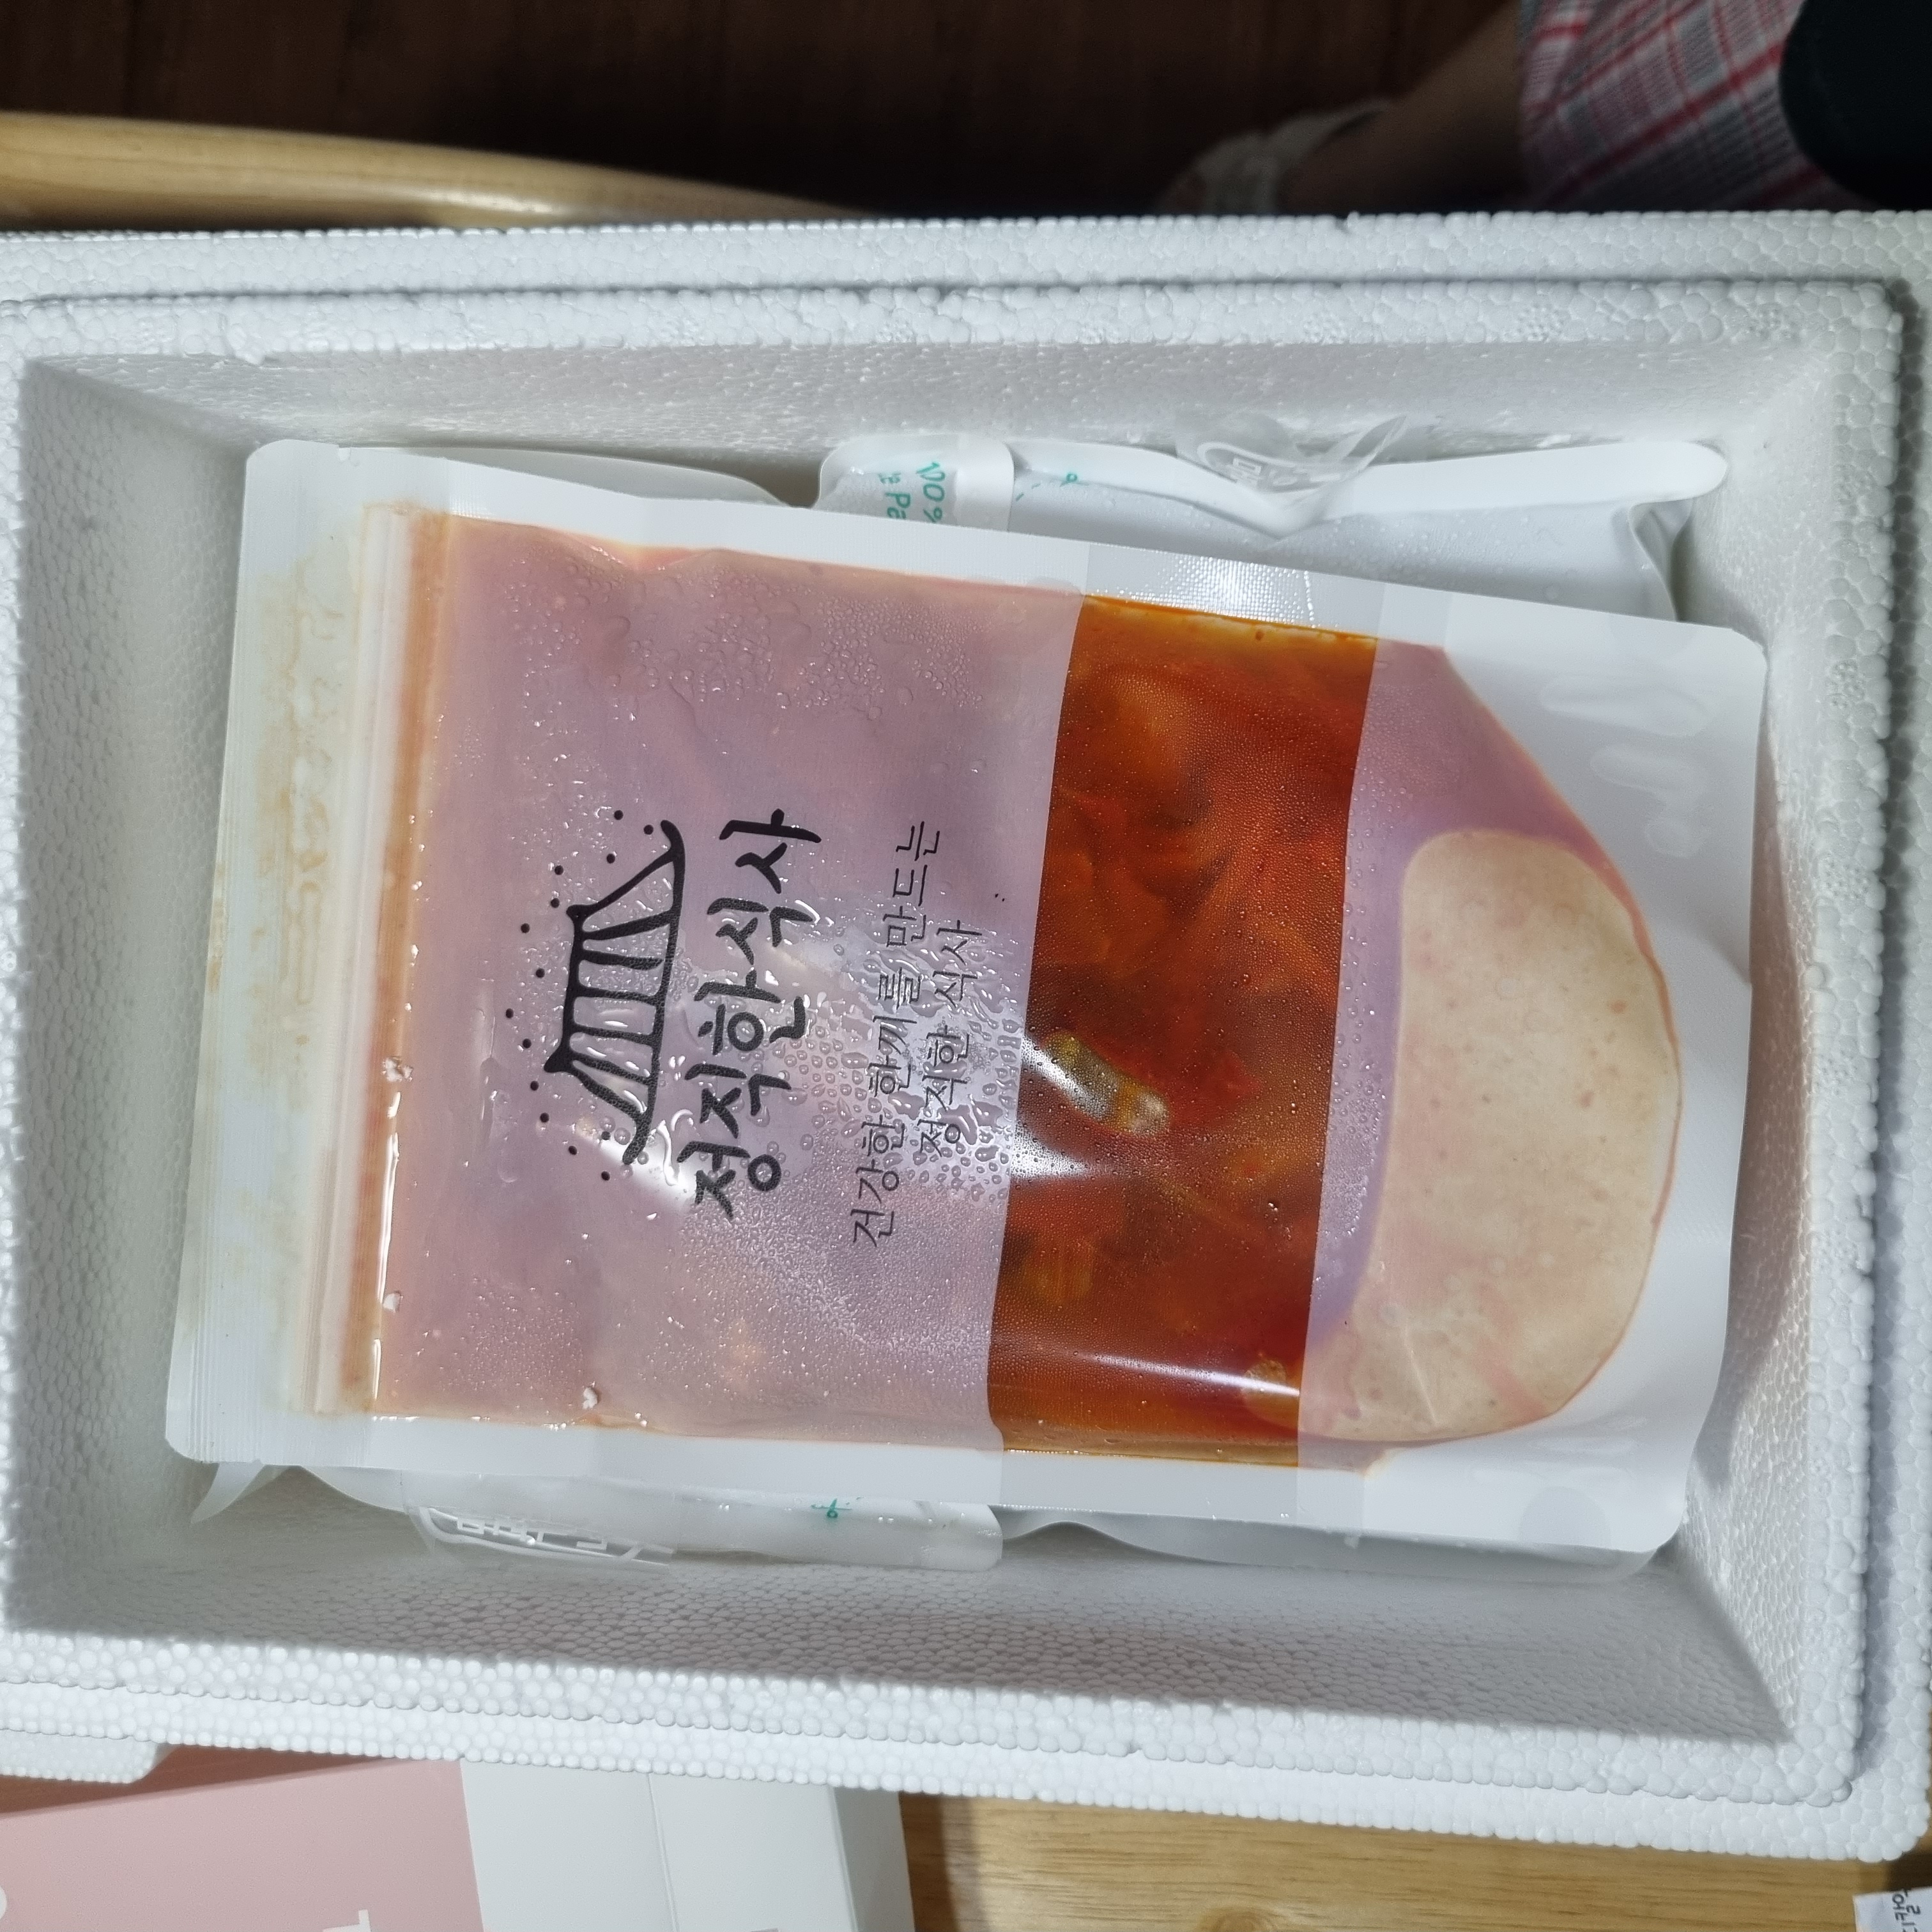 정직한식사
건강한 한끼를 만드는
정직한 식사
100%